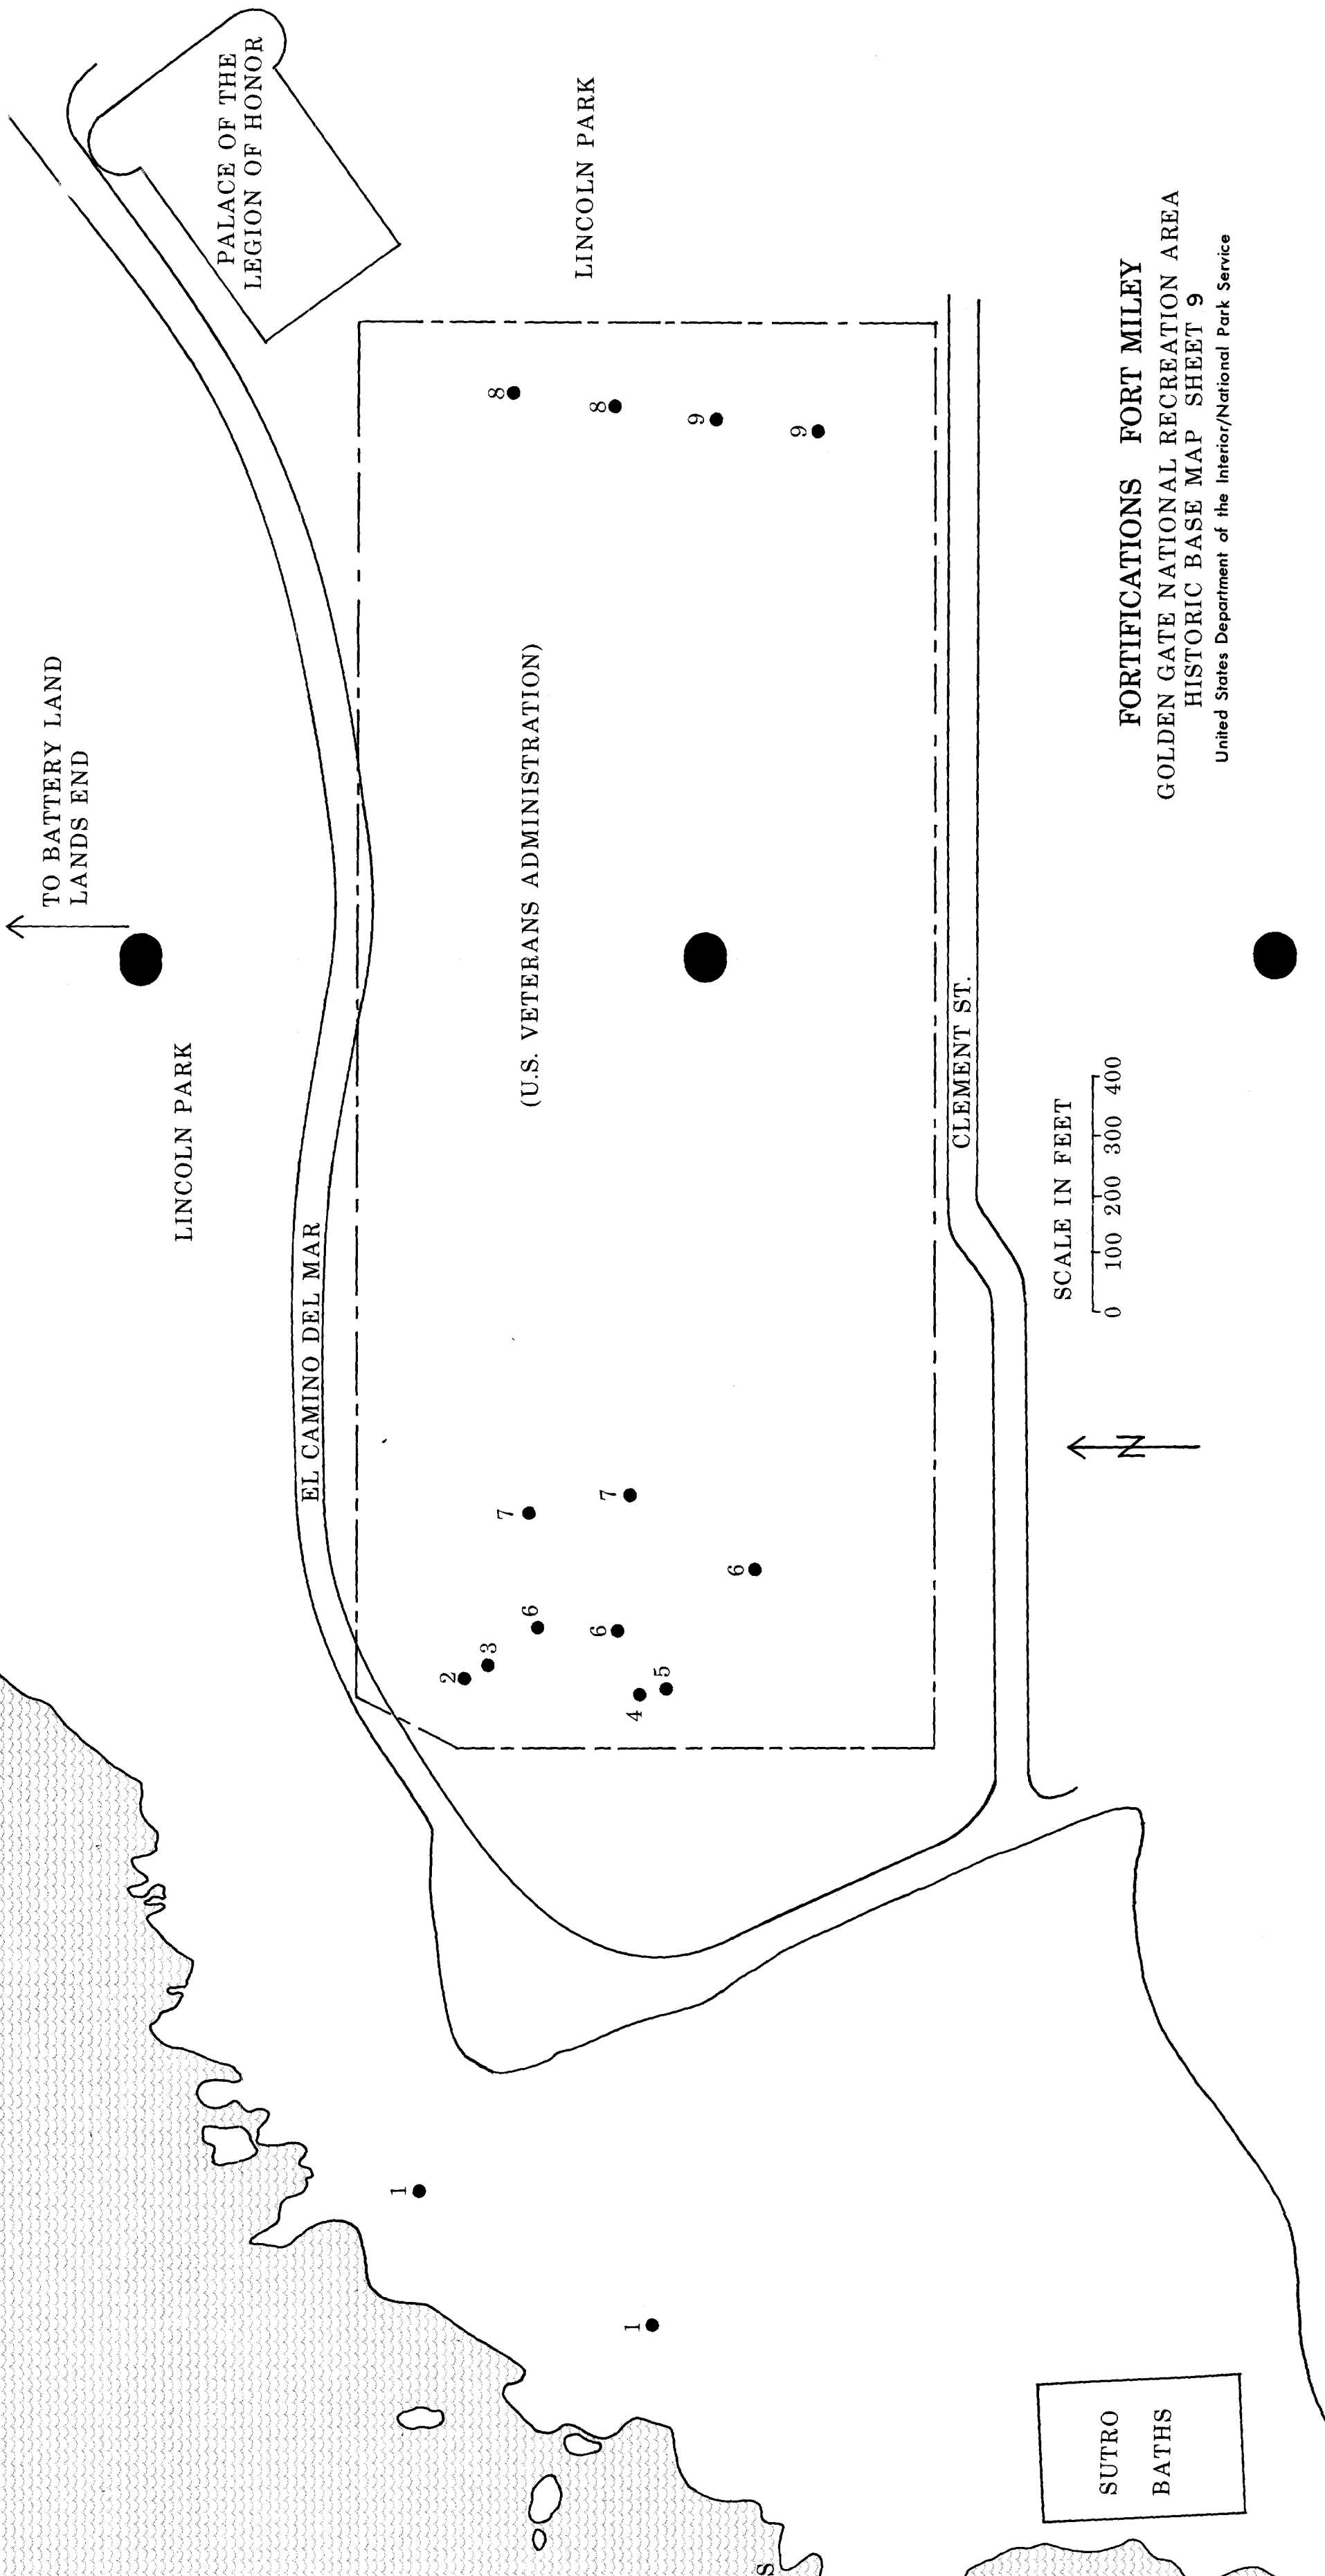 TO BATTERY LAND
LANDS END
LINCOLN PARK
PALACE OF THE
LEGION OF HONOR
EL CAMINO DEL MAR
1
2
3
8
7
6
(U.S. VETERANS ADMINISTRATION)
LINCOLN PARK
8
7
6
1
4
5
9
6
9
S
CLEMENT ST.
SCALE IN FEET
0 100 200 300 400
N
SUTRO
BATHS
FORTIFICATIONS FORT MILEY
GOLDEN GATE NATIONAL RECREATION AREA
HISTORIC BASE MAP SHEET 9
United States Department of the Interior/National Park Service